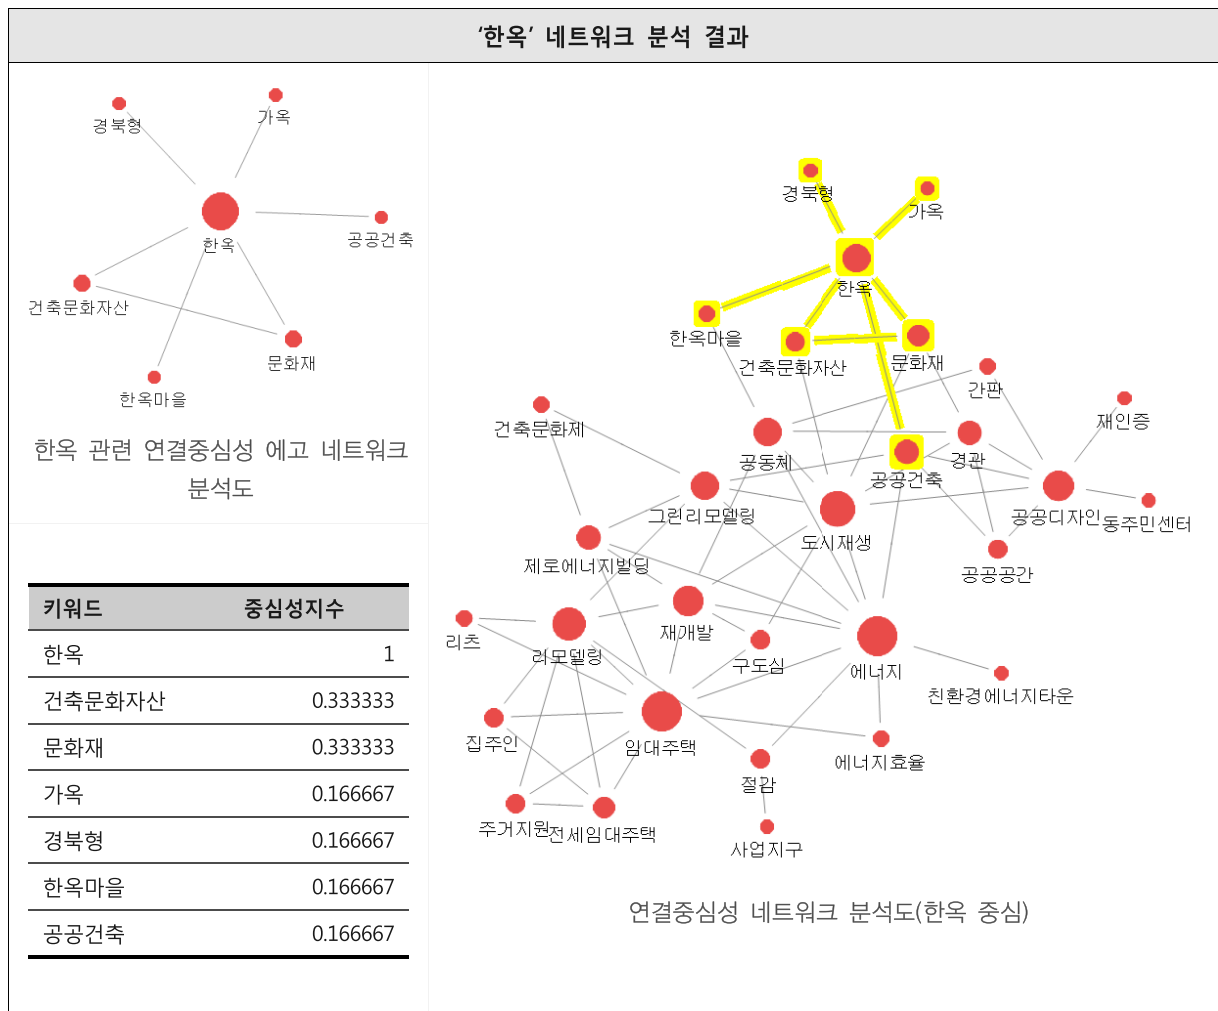 ‘한옥’ 네트워크 분석 결과
경북형
가옥
한옥
공공건축
건축문화자산
문화재
한옥마을
한옥 관련 연결중심성 에고 네트워크
분석도
키워드 중심성지수
한옥 1
건축문화자산 0.333333
문화재 0.333333
가옥 0.166667
경북형 0.166667
한옥마을 0.166667
공공건축 0.166667
경북형
가옥
한옥
한옥마을
건축문화자산
문화재
간판
재인증
건축문화제
공동체
경관
공공건축
그린리모델링
공공디자인
동주민센터
도시재생
제로에너지빌딩
공공공간
재개발
리츠
리모델링
구도심
에너지
친환경에너지타운
집주인
임대주택
에너지효율
절감
주거지원
전세임대주택
사업지구
연결중심성 네트워크 분석도(한옥 중심)